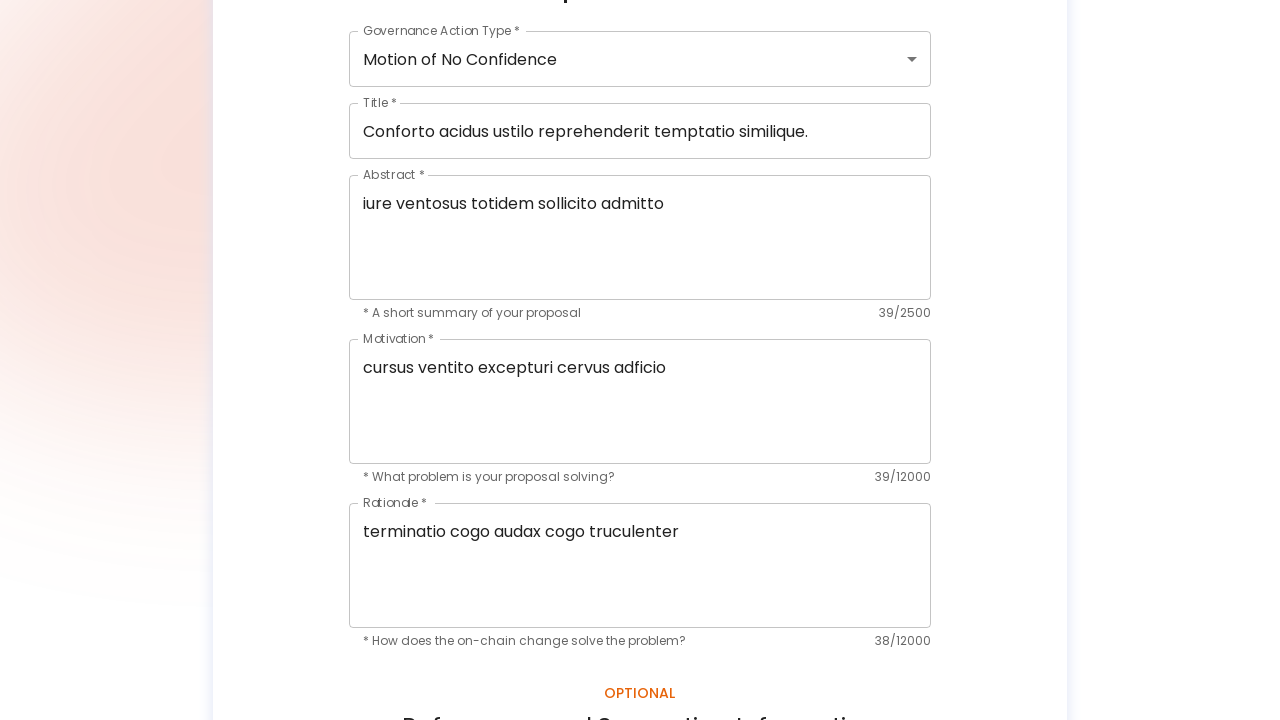 Governance Action Type *
Motion of No Confidence
Title *
Conforto acidus ustilo reprehenderit temptatio similique.
Abstract *
iure ventosus totidem sollicito admitto
* A short summary of your proposal 39/2500
Motivation *
cursus ventito excepturi cervus adficio
* What problem is your proposal solving? 39/12000
Rationale *
terminatio cogo audax cogo truculenter
* How does the on-chain change solve the problem? 38/12000
OPTIONAL